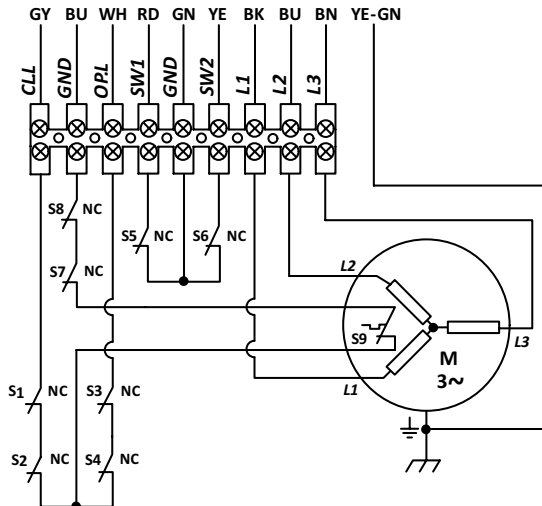 GY BU WH RD GN YE BK BU BN YE-GN
CLL GND OP.L SW1 GND SW2 L1 L2 L3
S8 NC
S5 NC S6 NC
S7 NC
L2
S9
L3
M
3~
L1
S1 NC S3 NC
S2 NC S4 NC